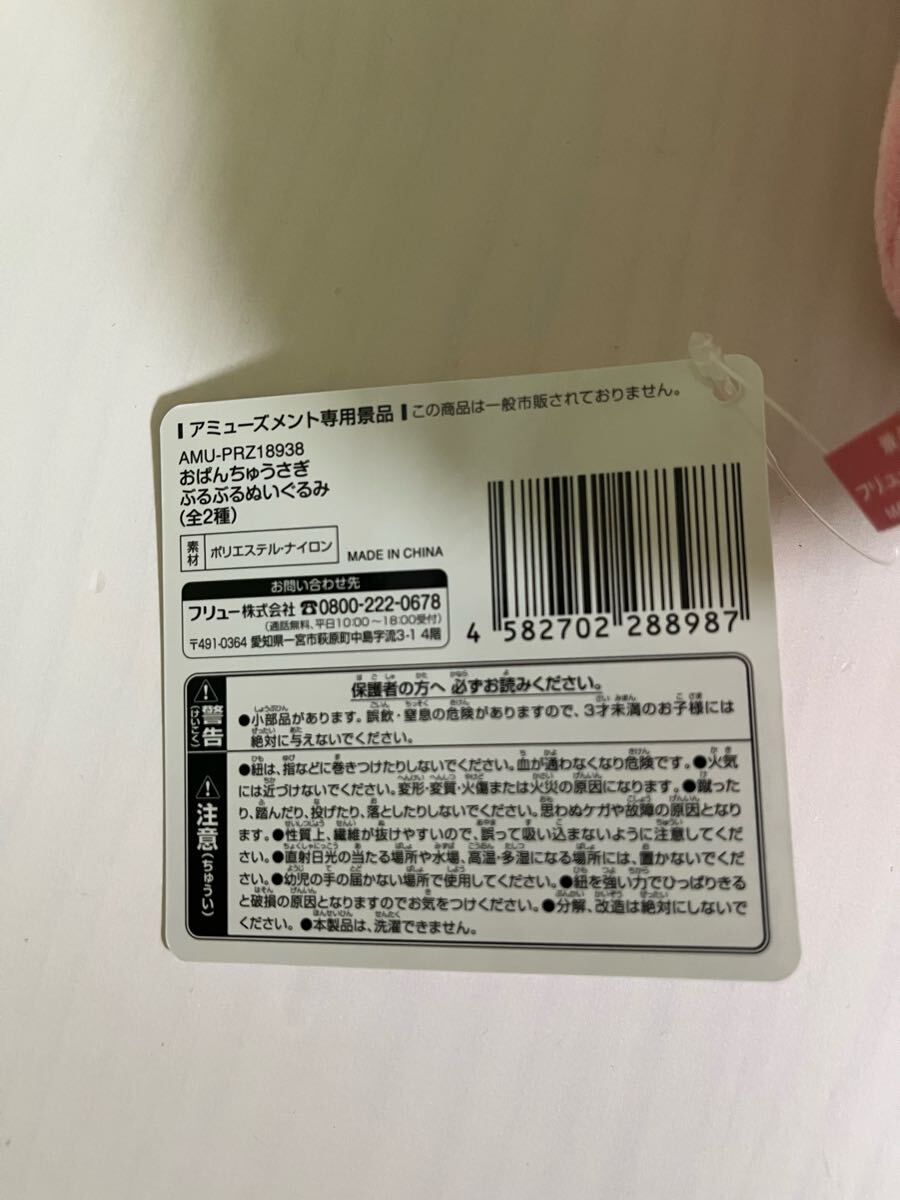 アミューズメント専用景品 この商品は一般市販されておりません。
AMU-PRZ18938
おぱんちゅうさぎ
ぶるぶるぬいぐるみ
(全2種)
素材 ポリエステル・ナイロン MADE IN CHINA
お問い合わせ先
フリュー株式会社 ☎0800-222-0678
(通話無料、平日10:00～18:00受付)
〒491-0364 愛知県一宮市萩原町中島字流3-1 4階
4 582702 288987
⚠警告(けいこく)
保護者の方へ 必ずお読みください。
●小部品があります。誤飲・窒息の危険がありますので、3才未満のお子様には
絶対に与えないでください。
⚠注意(ちゅうい)
●紐は、指などに巻きつけたりしないでください。血が通わなくなり危険です。●火気
には近づけないでください。変形・変質・火傷または火災の原因になります。●蹴った
り、踏んだり、投げたり、落としたりしないでください。思わぬケガや故障の原因となり
ます。●性質上、繊維が抜けやすいので、誤って吸い込まないように注意してくだ
さい。●直射日光の当たる場所や水場、高温・多湿になる場所には、置かないでくだ
さい。●幼児の手の届かない場所で使用してください。●紐を強い力でひっぱりきる
と破損の原因となりますのでお気をつけください。●分解、改造は絶対にしないで
ください。●本製品は、洗濯できません。
フリュ